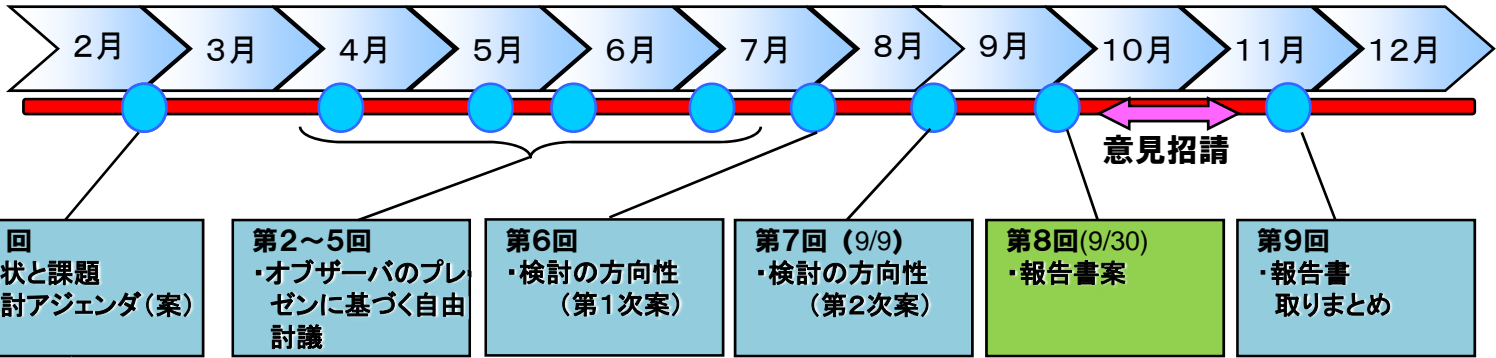 2月 3月 4月 5月 6月 7月 8月 9月 10月 11月 12月
意見招請
回
状と課題
討アジェンダ(案)
第2～5回
・オブザーバのプレ
ゼンに基づく自由
討議
第6回
・検討の方向性
(第1次案)
第7回 (9/9)
・検討の方向性
(第2次案)
第8回(9/30)
・報告書案
第9回
・報告書
取りまとめ